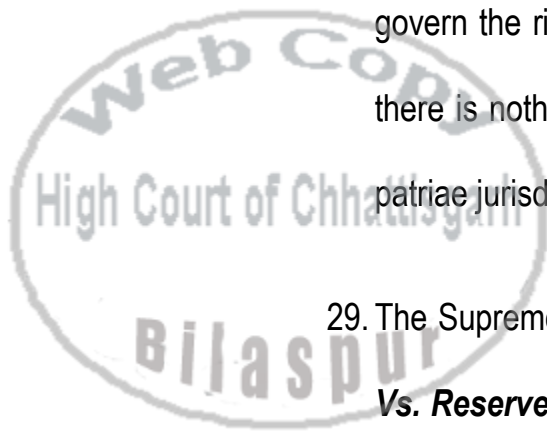 govern the ri
there is noth
patriae jurisd
29. The Supreme
Vs. Reserve
Web Copy
High Court of Chhattisgarh
Bilaspur